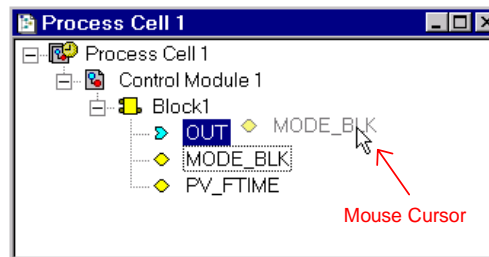 Process Cell 1
Process Cell 1
Control Module 1
Block1
OUT MODE_BLK
MODE_BLK
PV_FTIME
Mouse Cursor